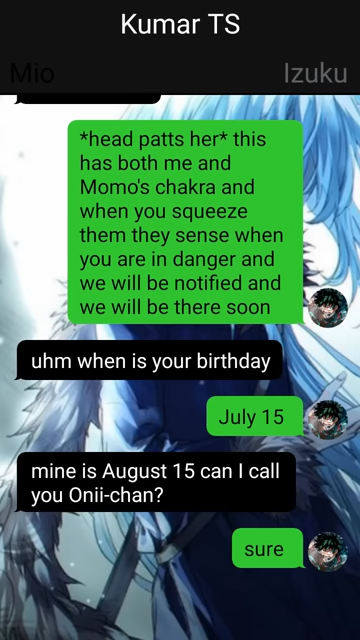 Kumar TS
Mio
Izuku
*head patts her* this
has both me and
Momo's chakra and
when you squeeze
them they sense when
you are in danger and
we will be notified and
we will be there soon
uhm when is your birthday
July 15
mine is August 15 can I call
you Onii-chan?
sure